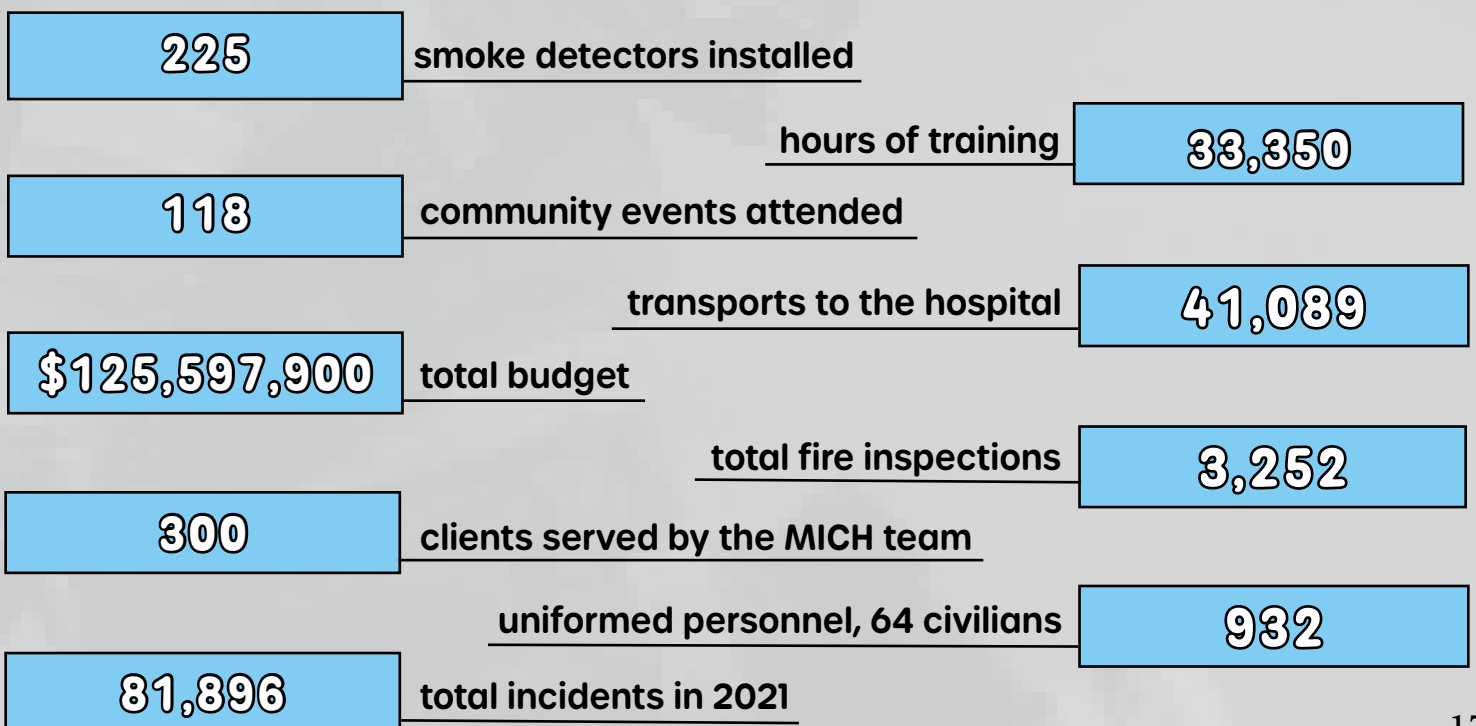 225 smoke detectors installed
hours of training 33,350
118 community events attended
transports to the hospital 41,089
$125,597,900 total budget
total fire inspections 3,252
300 clients served by the MICH team
uniformed personnel, 64 civilians 932
81,896 total incidents in 2021